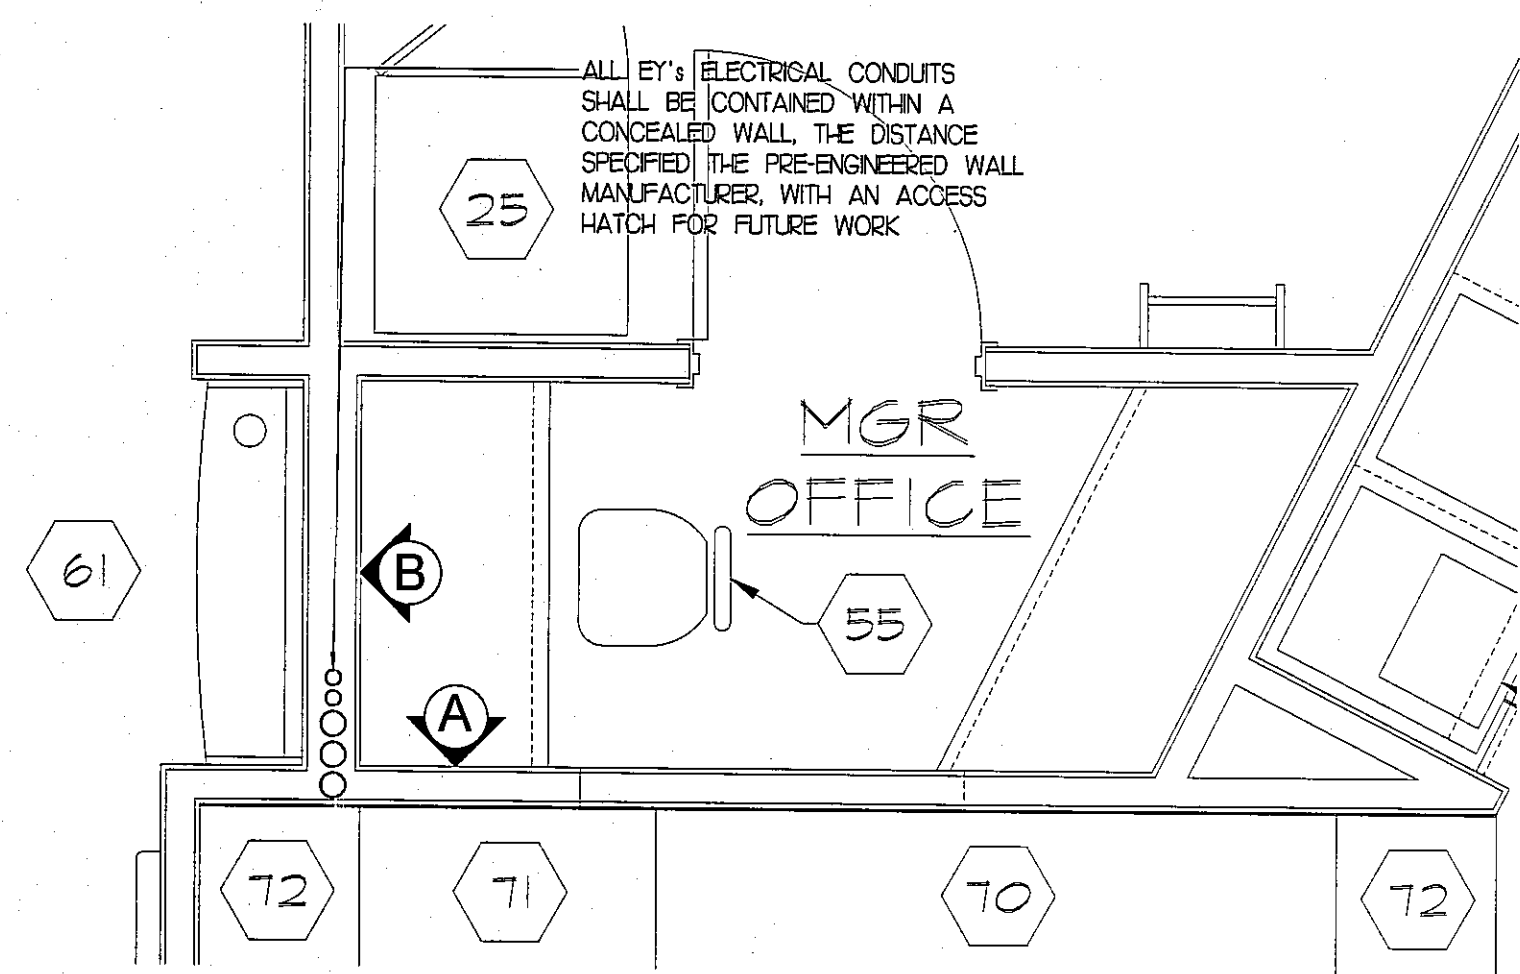 ALL EY's ELECTRICAL CONDUITS
SHALL BE CONTAINED WITHIN A
CONCEALED WALL, THE DISTANCE
SPECIFIED THE PRE-ENGINEERED WALL
MANUFACTURER, WITH AN ACCESS
HATCH FOR FUTURE WORK
25
MGR
OFFICE
61
B
55
A
72
71
70
72